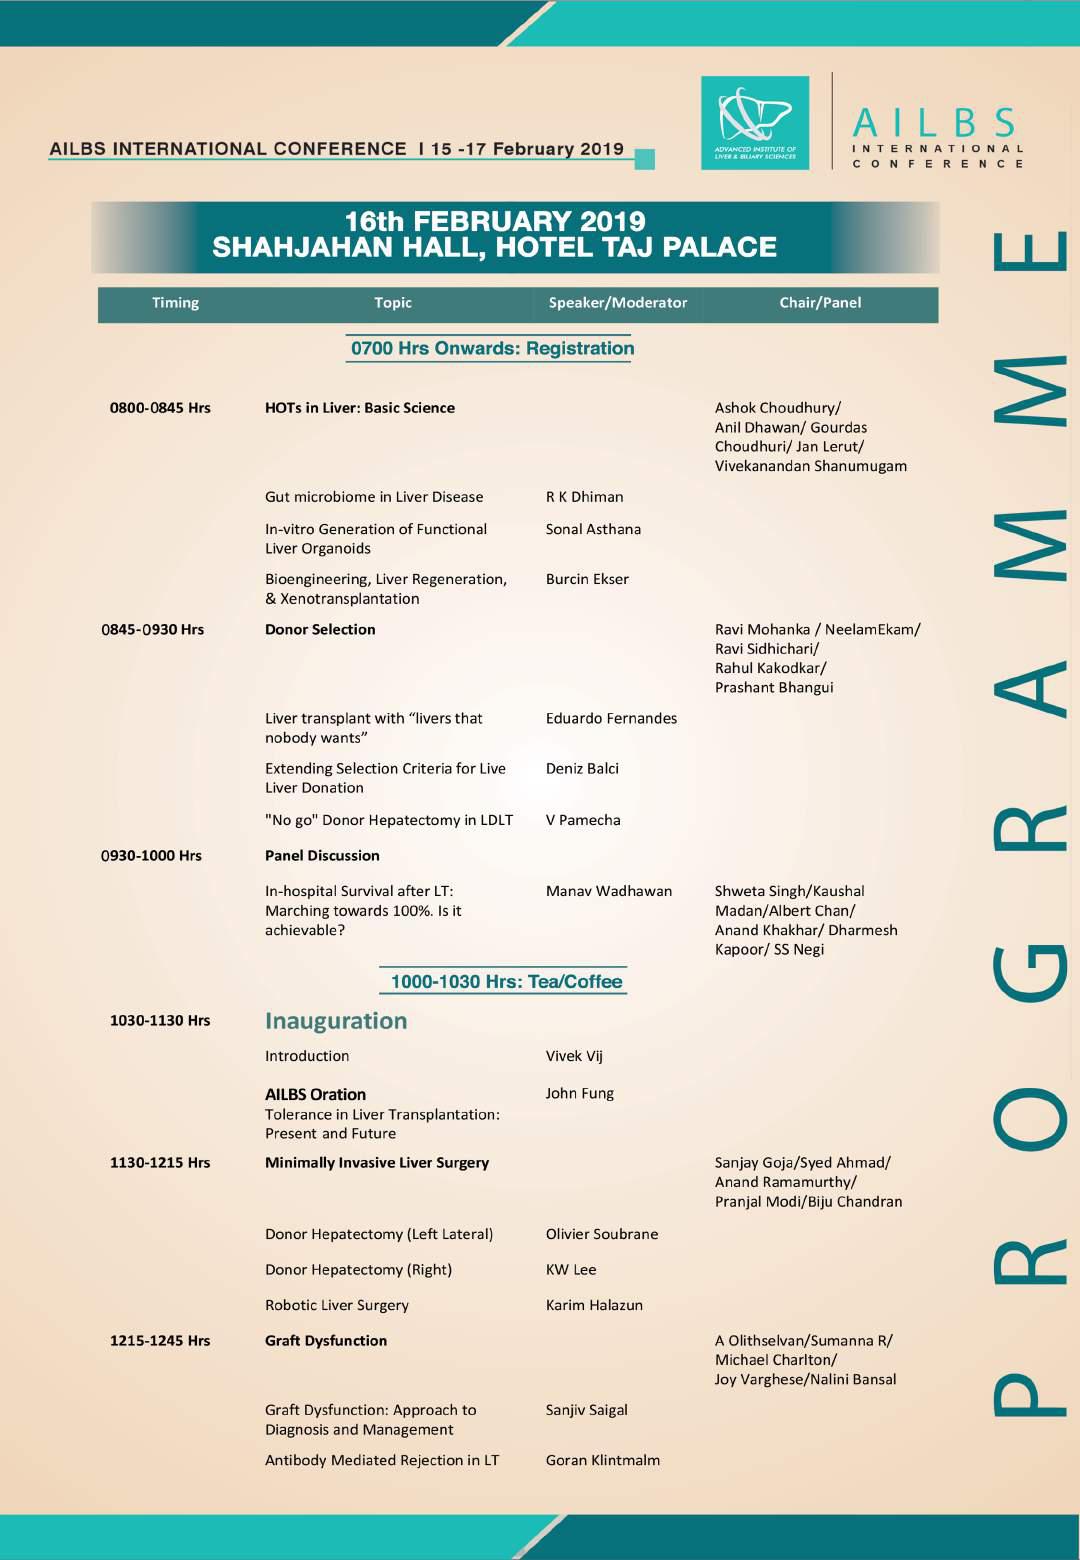 AILBS INTERNATIONAL CONFERENCE I 15 -17 February 2019
ADVANCED INSTITUTE OF
LIVER & BILIARY SCIENCES
AILBS
INTERNATIONAL
CONFERENCE
16th FEBRUARY 2019
SHAHJAHAN HALL, HOTEL TAJ PALACE
Timing Topic Speaker/Moderator Chair/Panel
0700 Hrs Onwards: Registration
0800-0845 Hrs HOTs in Liver: Basic Science Ashok Choudhury/
Anil Dhawan/ Gourdas
Choudhuri/ Jan Lerut/
Vivekanandan Shanumugam
Gut microbiome in Liver Disease R K Dhiman
In-vitro Generation of Functional Sonal Asthana
Liver Organoids
Bioengineering, Liver Regeneration, Burcin Ekser
& Xenotransplantation
0845-0930 Hrs Donor Selection Ravi Mohanka / NeelamEkam/
Ravi Sidhichari/
Rahul Kakodkar/
Prashant Bhangui
Liver transplant with “livers that Eduardo Fernandes
nobody wants”
Extending Selection Criteria for Live Deniz Balci
Liver Donation
"No go" Donor Hepatectomy in LDLT V Pamecha
0930-1000 Hrs Panel Discussion
In-hospital Survival after LT: Manav Wadhawan Shweta Singh/Kaushal
Marching towards 100%. Is it Madan/Albert Chan/
achievable? Anand Khakhar/ Dharmesh
Kapoor/ SS Negi
1000-1030 Hrs: Tea/Coffee
1030-1130 Hrs Inauguration
Introduction Vivek Vij
AILBS Oration John Fung
Tolerance in Liver Transplantation:
Present and Future
1130-1215 Hrs Minimally Invasive Liver Surgery Sanjay Goja/Syed Ahmad/
Anand Ramamurthy/
Pranjal Modi/Biju Chandran
Donor Hepatectomy (Left Lateral) Olivier Soubrane
Donor Hepatectomy (Right) KW Lee
Robotic Liver Surgery Karim Halazun
1215-1245 Hrs Graft Dysfunction A Olithselvan/Sumanna R/
Michael Charlton/
Joy Varghese/Nalini Bansal
Graft Dysfunction: Approach to Sanjiv Saigal
Diagnosis and Management
Antibody Mediated Rejection in LT Goran Klintmalm
PROGRAMME